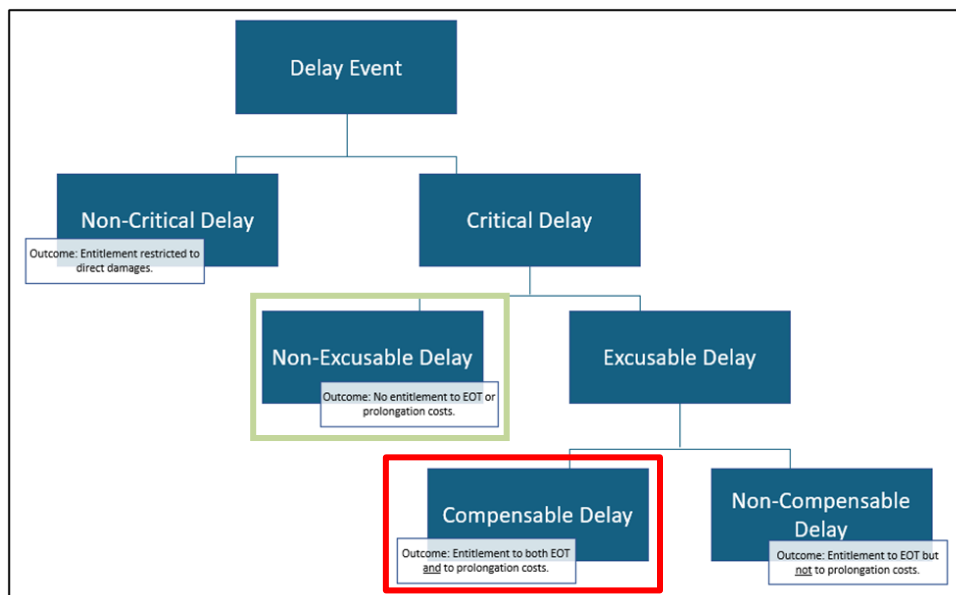 Delay Event
Non-Critical Delay
Outcome: Entitlement restricted to
direct damages.
Critical Delay
Non-Excusable Delay
Outcome: No entitlement to EOT or
prolongation costs.
Excusable Delay
Compensable Delay
Outcome: Entitlement to both EOT
and to prolongation costs.
Non-Compensable
Delay
Outcome: Entitlement to EOT but
not to prolongation costs.